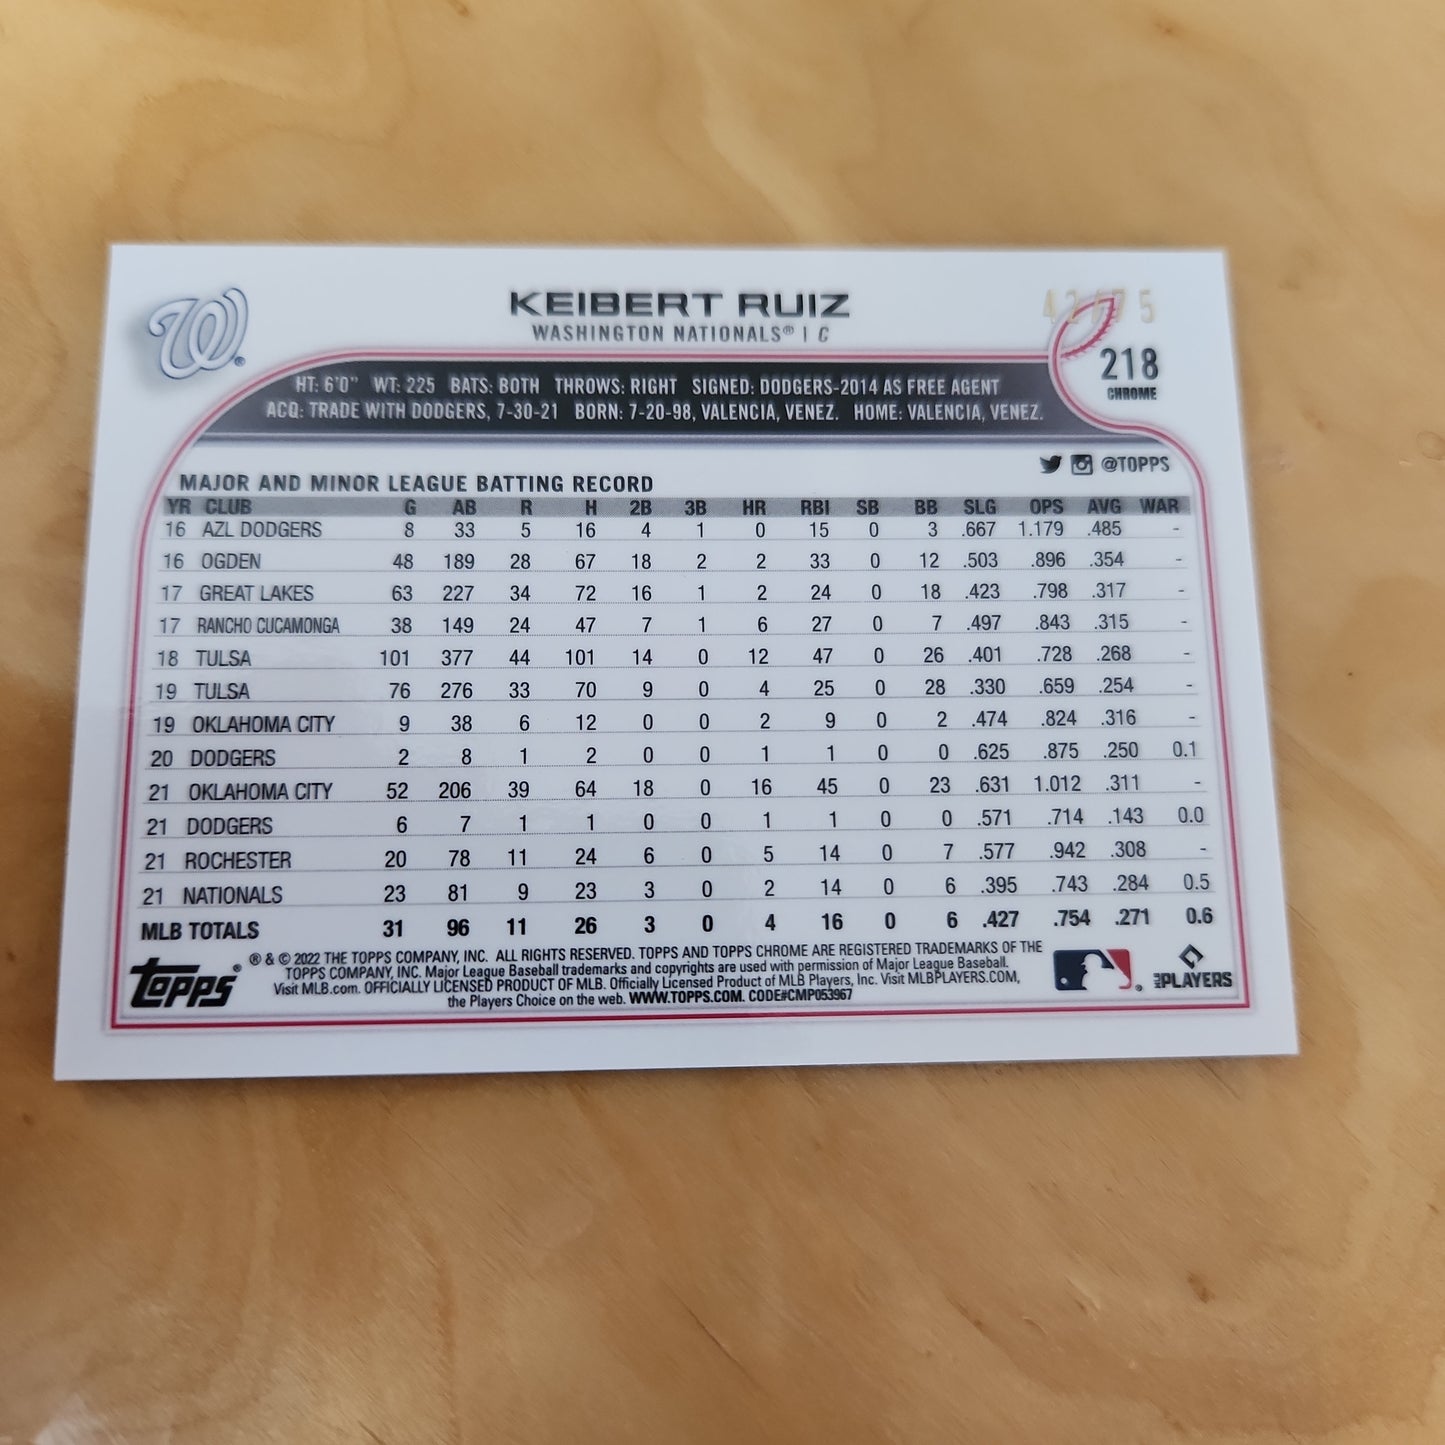 KEIBERT RUIZ
WASHINGTON NATIONALS® | C
42/75
218
CHROME
HT: 6'0" WT: 225 BATS: BOTH THROWS: RIGHT SIGNED: DODGERS-2014 AS FREE AGENT
ACQ: TRADE WITH DODGERS, 7-30-21 BORN: 7-20-98, VALENCIA, VENEZ. HOME: VALENCIA, VENEZ.
@TOPPS
MAJOR AND MINOR LEAGUE BATTING RECORD
YR CLUB G AB R H 2B 3B HR RBI SB BB SLG OPS AVG WAR
16 AZL DODGERS 8 33 5 16 4 1 0 15 0 3 .667 1.179 .485 -
16 OGDEN 48 189 28 67 18 2 2 33 0 12 .503 .896 .354 -
17 GREAT LAKES 63 227 34 72 16 1 2 24 0 18 .423 .798 .317 -
17 RANCHO CUCAMONGA 38 149 24 47 7 1 6 27 0 7 .497 .843 .315 -
18 TULSA 101 377 44 101 14 0 12 47 0 26 .401 .728 .268 -
19 TULSA 76 276 33 70 9 0 4 25 0 28 .330 .659 .254 -
19 OKLAHOMA CITY 9 38 6 12 0 0 2 9 0 2 .474 .824 .316 -
20 DODGERS 2 8 1 2 0 0 1 1 0 0 .625 .875 .250 0.1
21 OKLAHOMA CITY 52 206 39 64 18 0 16 45 0 23 .631 1.012 .311 -
21 DODGERS 6 7 1 1 0 0 1 1 0 0 .571 .714 .143 0.0
21 ROCHESTER 20 78 11 24 6 0 5 14 0 7 .577 .942 .308 -
21 NATIONALS 23 81 9 23 3 0 2 14 0 6 .395 .743 .284 0.5
MLB TOTALS 31 96 11 26 3 0 4 16 0 6 .427 .754 .271 0.6
topps®
® & © 2022 THE TOPPS COMPANY, INC. ALL RIGHTS RESERVED. TOPPS AND TOPPS CHROME ARE REGISTERED TRADEMARKS OF THE
TOPPS COMPANY, INC. Major League Baseball trademarks and copyrights are used with permission of Major League Baseball.
Visit MLB.com. OFFICIALLY LICENSED PRODUCT OF MLB. Officially Licensed Product of MLB Players, Inc. Visit MLBPLAYERS.COM,
the Players Choice on the web. WWW.TOPPS.COM. CODE#CMP053967
MLB PLAYERS